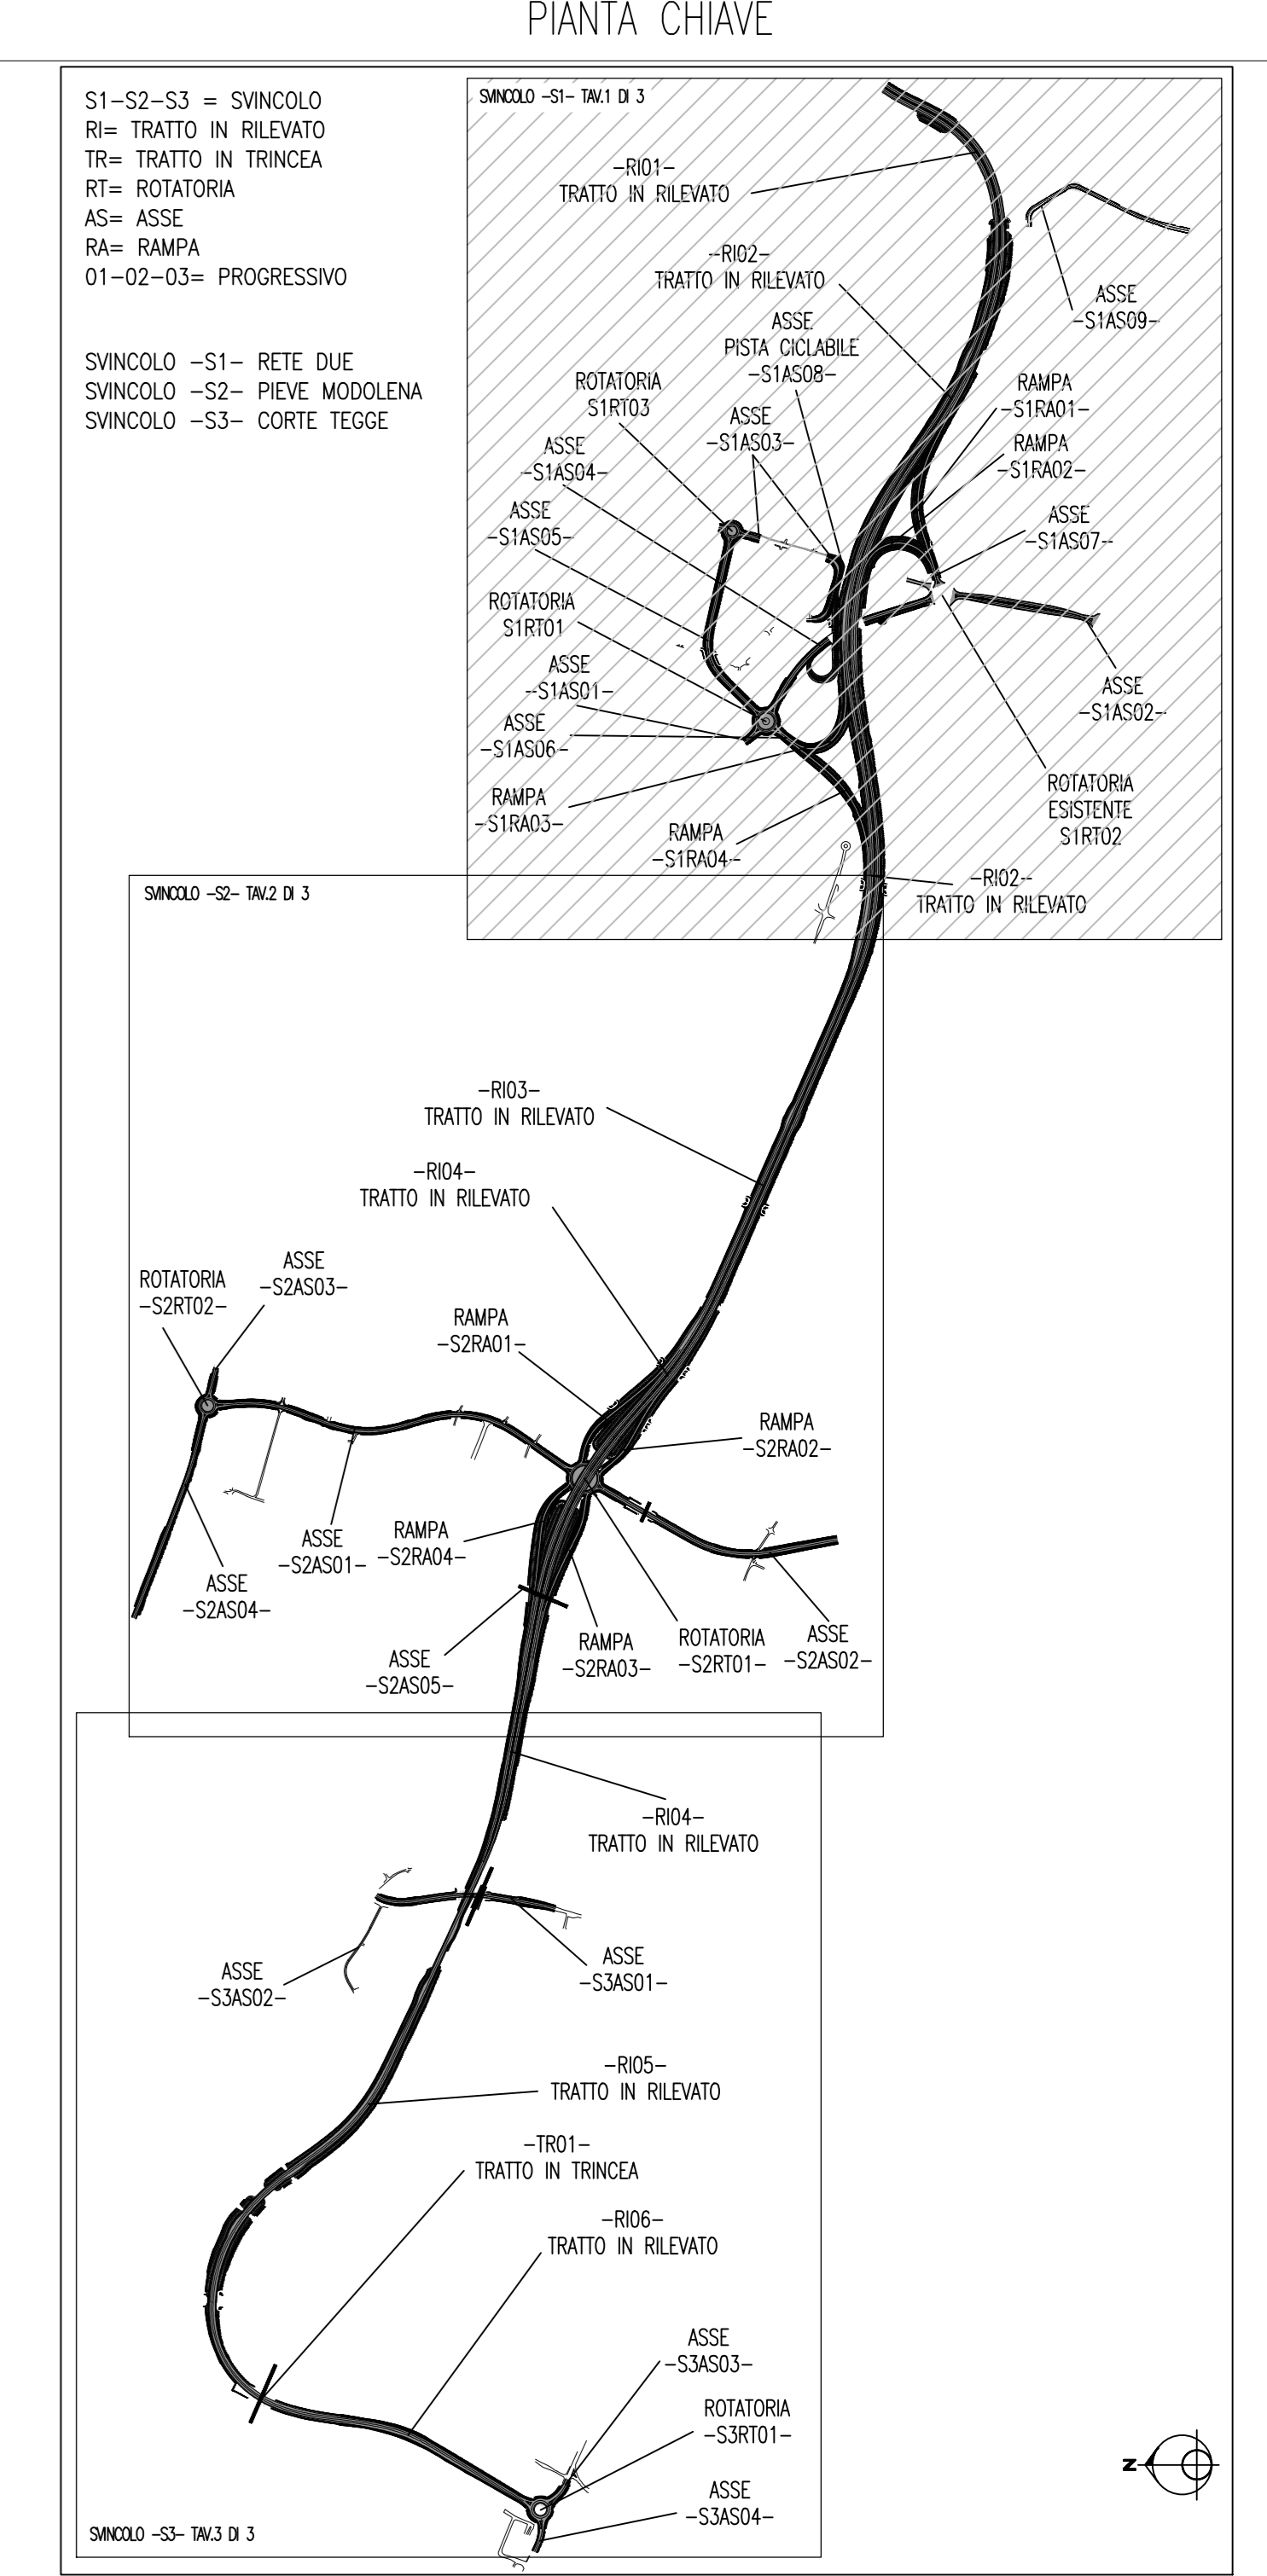 PIANTA CHIAVE
S1-S2-S3 = SVINCOLO
RI= TRATTO IN RILEVATO
TR= TRATTO IN TRINCEA
RT= ROTATORIA
AS= ASSE
RA= RAMPA
01-02-03= PROGRESSIVO
SVINCOLO -S1- RETE DUE
SVINCOLO -S2- PIEVE MODOLENA
SVINCOLO -S3- CORTE TEGGE
SVINCOLO -S1- TAV.1 DI 3
-RI01-
TRATTO IN RILEVATO
-RI02-
TRATTO IN RILEVATO
ASSE
-S1AS09-
ASSE
PISTA CICLABILE
-S1AS08-
ROTATORIA
S1RT03
ASSE
-S1AS03-
RAMPA
-S1RA01-
RAMPA
-S1RA02-
ASSE
-S1AS04-
ASSE
-S1AS05-
ASSE
-S1AS07-
ROTATORIA
S1RT01
ASSE
-S1AS01-
ASSE
-S1AS06-
ASSE
-S1AS02-
RAMPA
-S1RA03-
RAMPA
-S1RA04-
ROTATORIA
ESISTENTE
S1RT02
-RI02-
TRATTO IN RILEVATO
SVINCOLO -S2- TAV.2 DI 3
-RI03-
TRATTO IN RILEVATO
-RI04-
TRATTO IN RILEVATO
ASSE
-S2AS03-
ROTATORIA
-S2RT02-
RAMPA
-S2RA01-
RAMPA
-S2RA02-
ASSE
-S2AS01-
RAMPA
-S2RA04-
ASSE
-S2AS04-
ASSE
-S2AS05-
RAMPA
-S2RA03-
ROTATORIA
-S2RT01-
ASSE
-S2AS02-
-RI04-
TRATTO IN RILEVATO
ASSE
-S3AS02-
ASSE
-S3AS01-
-RI05-
TRATTO IN RILEVATO
-TR01-
TRATTO IN TRINCEA
-RI06-
TRATTO IN RILEVATO
ASSE
-S3AS03-
ROTATORIA
-S3RT01-
ASSE
-S3AS04-
N
SVINCOLO -S3- TAV.3 DI 3